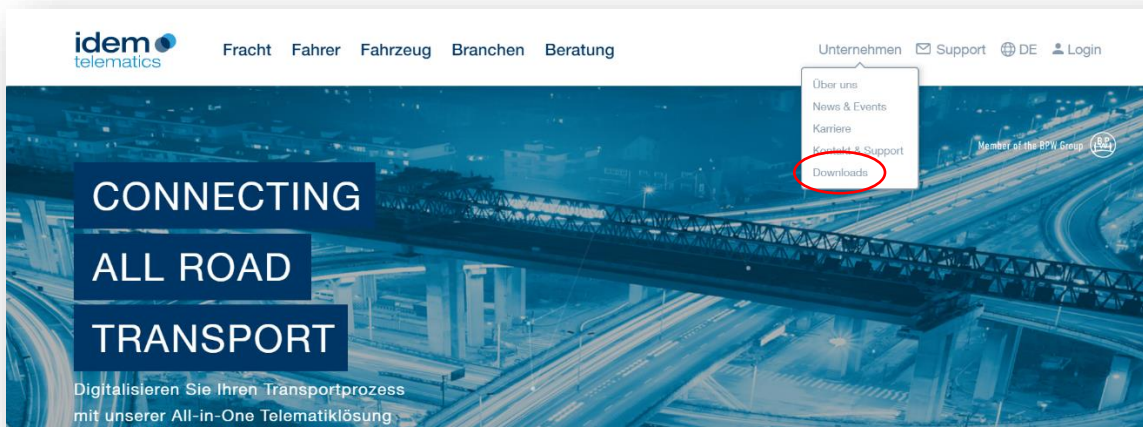 idem
telematics
Fracht Fahrer Fahrzeug Branchen Beratung
Unternehmen Support DE Login
Über uns
News & Events
Karriere
Kontakt & Support
Downloads
Member of the BPW Group
BPW
CONNECTING
ALL ROAD
TRANSPORT
Digitalisieren Sie Ihren Transportprozess
mit unserer All-in-One Telematiklösung